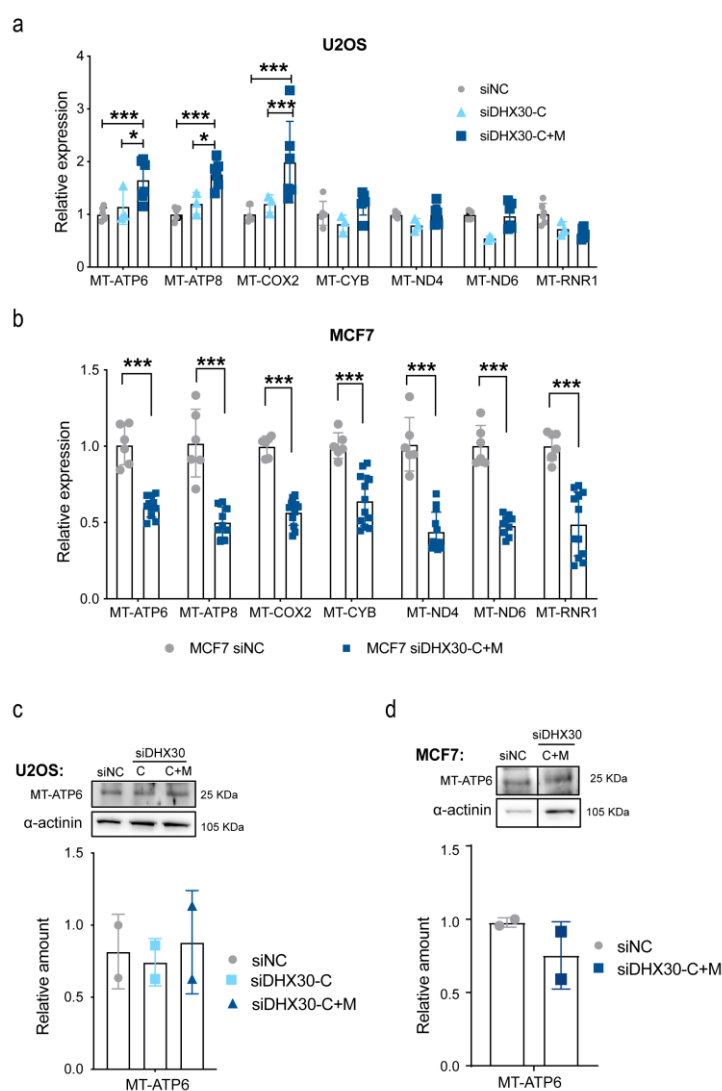 a
U2OS
Relative expression
4
3
2
1
0
*** * *** * *** ***
siNC
siDHX30-C
siDHX30-C+M
MT-ATP6 MT-ATP8 MT-COX2 MT-CYB MT-ND4 MT-ND6 MT-RNR1
b
MCF7
Relative expression
1.5
1.0
0.5
0.0
*** *** *** *** *** *** ***
MT-ATP6 MT-ATP8 MT-COX2 MT-CYB MT-ND4 MT-ND6 MT-RNR1
MCF7 siNC MCF7 siDHX30-C+M
c
siDHX30
U2OS: siNC C C+M
MT-ATP6 25 KDa
α-actinin 105 KDa
Relative amount
1.5
1.0
0.5
0.0
siNC
siDHX30-C
siDHX30-C+M
MT-ATP6
d
siDHX30
MCF7: siNC C+M
MT-ATP6 25 KDa
α-actinin 105 KDa
Relative amount
1.5
1.0
0.5
0.0
siNC
siDHX30-C+M
MT-ATP6